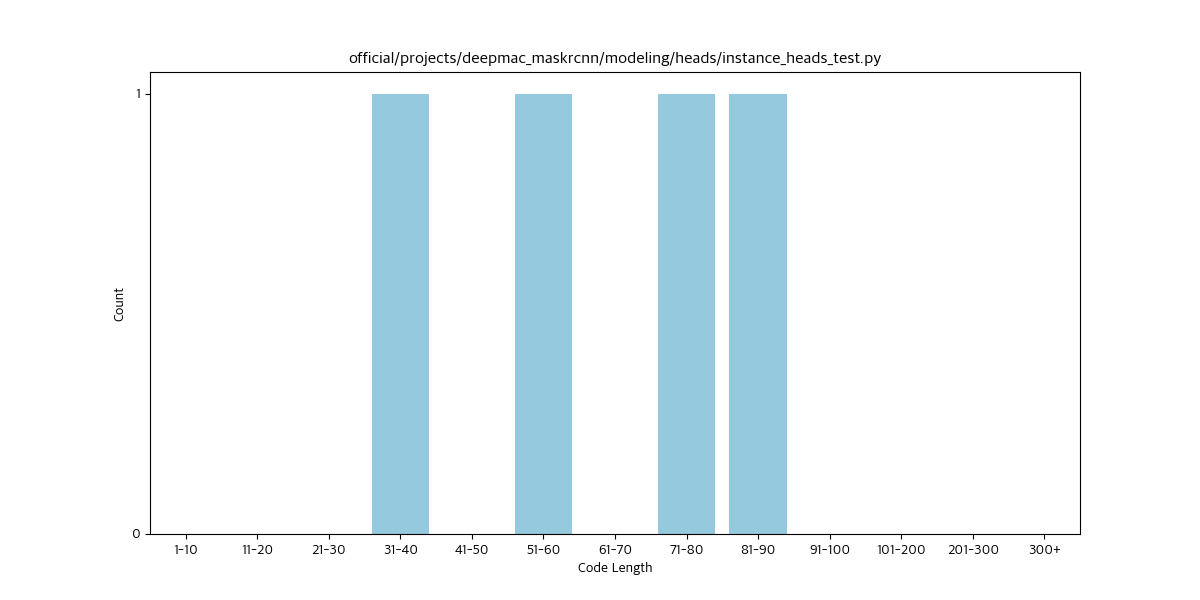 official/projects/deepmac_maskrcnn/modeling/heads/instance_heads_test.py
1
Count
0
1-10 11-20 21-30 31-40 41-50 51-60 61-70 71-80 81-90 91-100 101-200 201-300 300+
Code Length